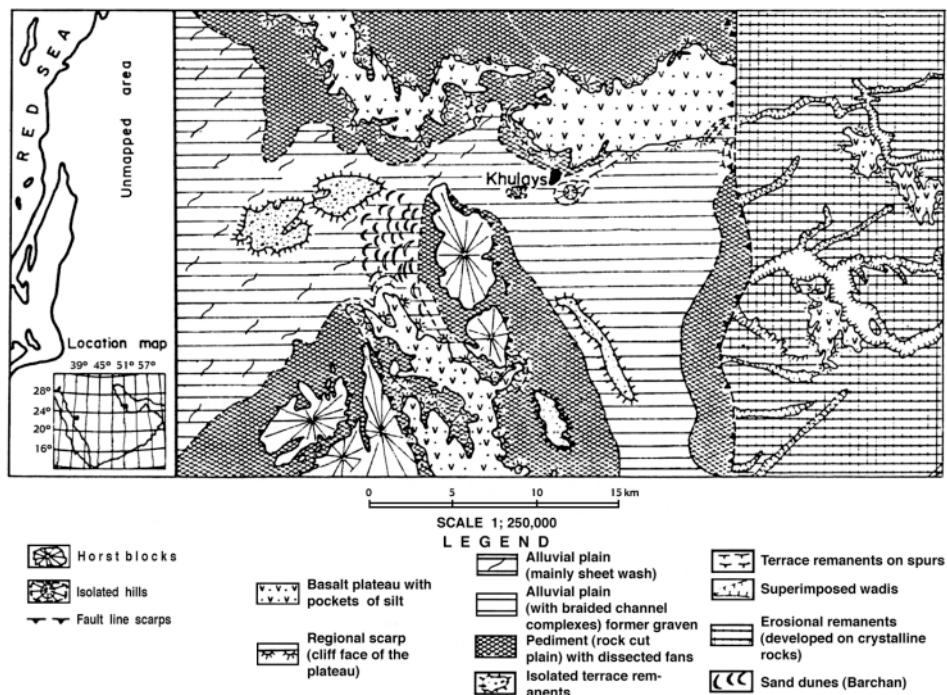 RED SEA
Unmapped area
Khulays
Location map
39° 45° 51° 57°
28°
24°
20°
16°
0 5 10 15 km
SCALE 1; 250,000
LEGEND
Horst blocks
Isolated hills
Fault line scarps
Basalt plateau with
pockets of silt
Regional scarp
(cliff face of the
plateau)
Alluvial plain
(mainly sheet wash)
Alluvial plain
(with braided channel
complexes) former graven
Pediment (rock cut
plain) with dissected fans
Isolated terrace rem-
anents
Terrace remanents on spurs
Superimposed wadis
Erosional remanents
(developed on crystalline
rocks)
Sand dunes (Barchan)